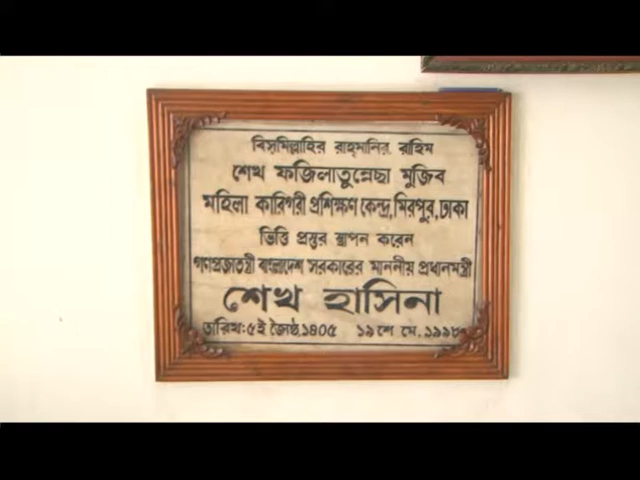 বিসমিল্লাহির রাহমানির রাহিম
শেখ ফজিলাতুন্নেছা মুজিব
মহিলা কারিগরী প্রশিক্ষণ কেন্দ্র, মিরপুর, ঢাকা
ভিত্তি প্রস্তর স্থাপন করেন
গণপ্রজাতন্ত্রী বাংলাদেশ সরকারের মাননীয় প্রধানমন্ত্রী
শেখ হাসিনা
তারিখ: ৫ই জ্যৈষ্ঠ ১৪০৫ ১৯ শে মে, ১৯৯৮